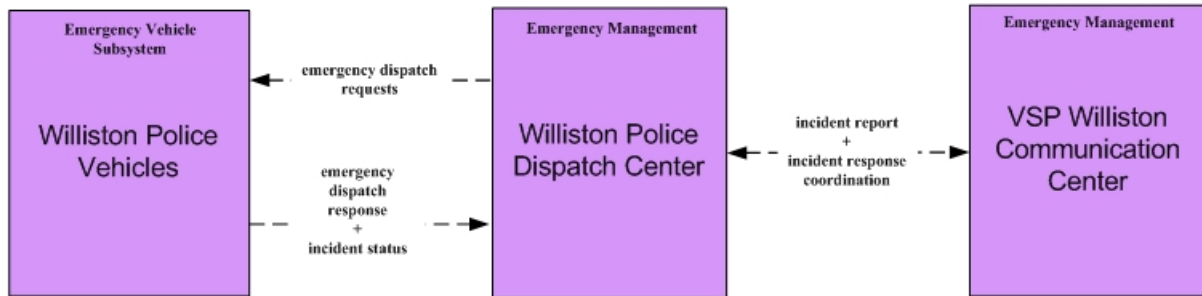 Emergency Vehicle
Subsystem
Williston Police
Vehicles
emergency dispatch
requests
emergency
dispatch
response
+
incident status
Emergency Management
Williston Police
Dispatch Center
incident report
+
incident response
coordination
Emergency Management
VSP Williston
Communication
Center